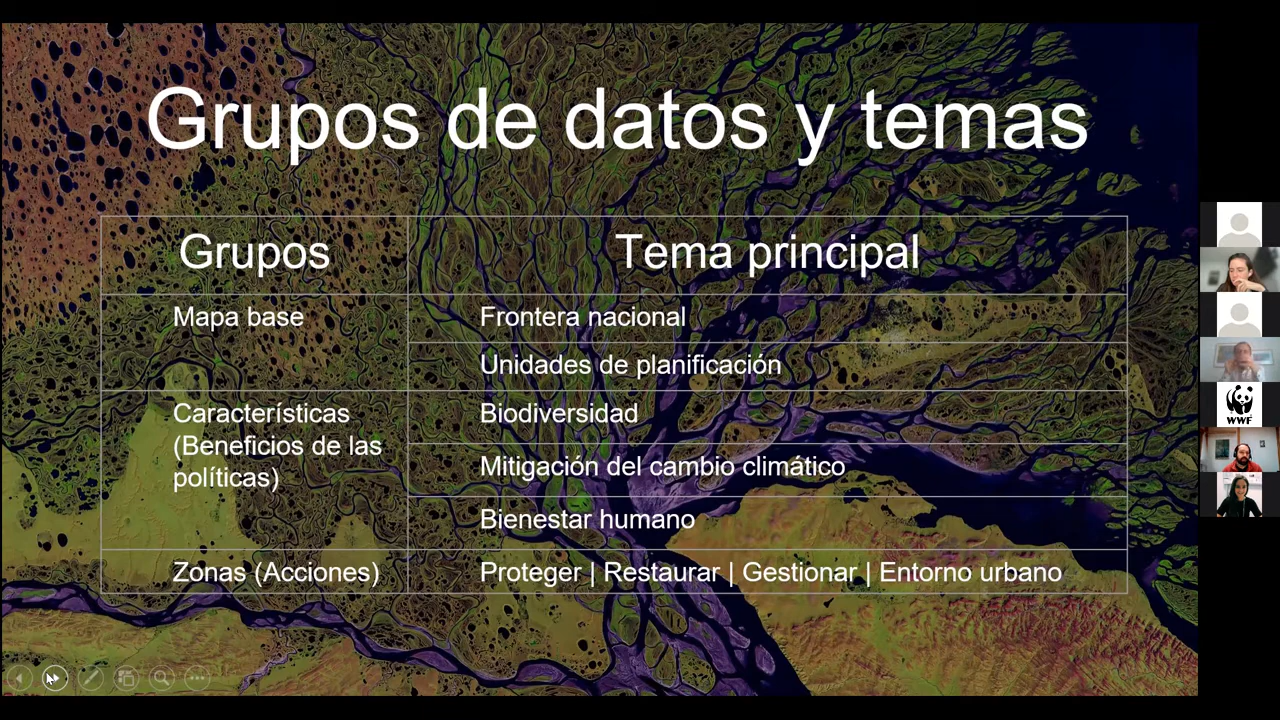 Grupos de datos y temas
Grupos
Tema principal
Mapa base
Frontera nacional
Unidades de planificación
Características
(Beneficios de las
políticas)
Biodiversidad
Mitigación del cambio climático
Bienestar humano
Zonas (Acciones)
Proteger | Restaurar | Gestionar | Entorno urbano
WWF